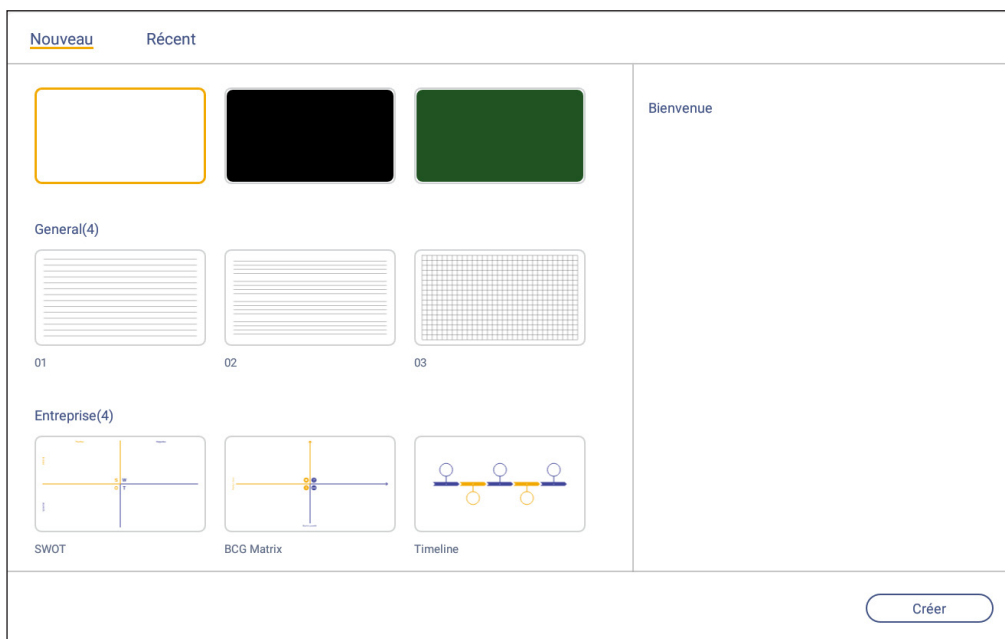 Nouveau Récent
Bienvenue
General(4)
01 02 03
Entreprise(4)
S W
T
SWOT BCG Matrix Timeline
Créer